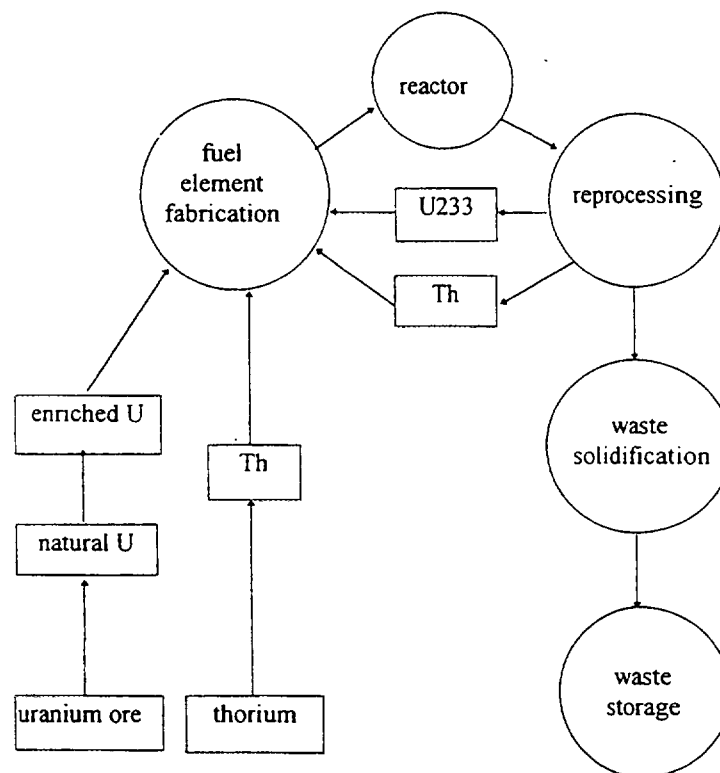 reactor
fuel
element
fabrication
U233
reprocessing
Th
enriched U
Th
waste
solidification
natural U
uranium ore
thorium
waste
storage